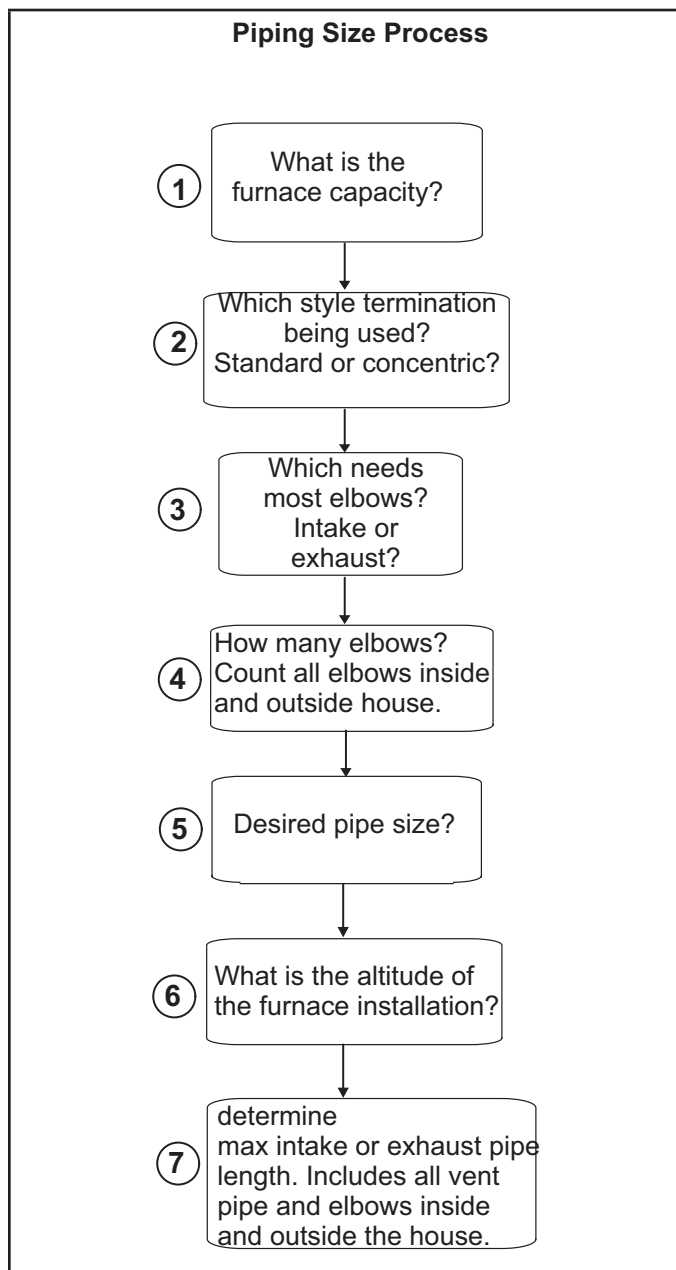 Piping Size Process
1
What is the
furnace capacity?
2
Which style termination
being used?
Standard or concentric?
3
Which needs
most elbows?
Intake or
exhaust?
4
How many elbows?
Count all elbows inside
and outside house.
5
Desired pipe size?
6
What is the altitude of
the furnace installation?
7
determine
max intake or exhaust pipe
length. Includes all vent
pipe and elbows inside
and outside the house.